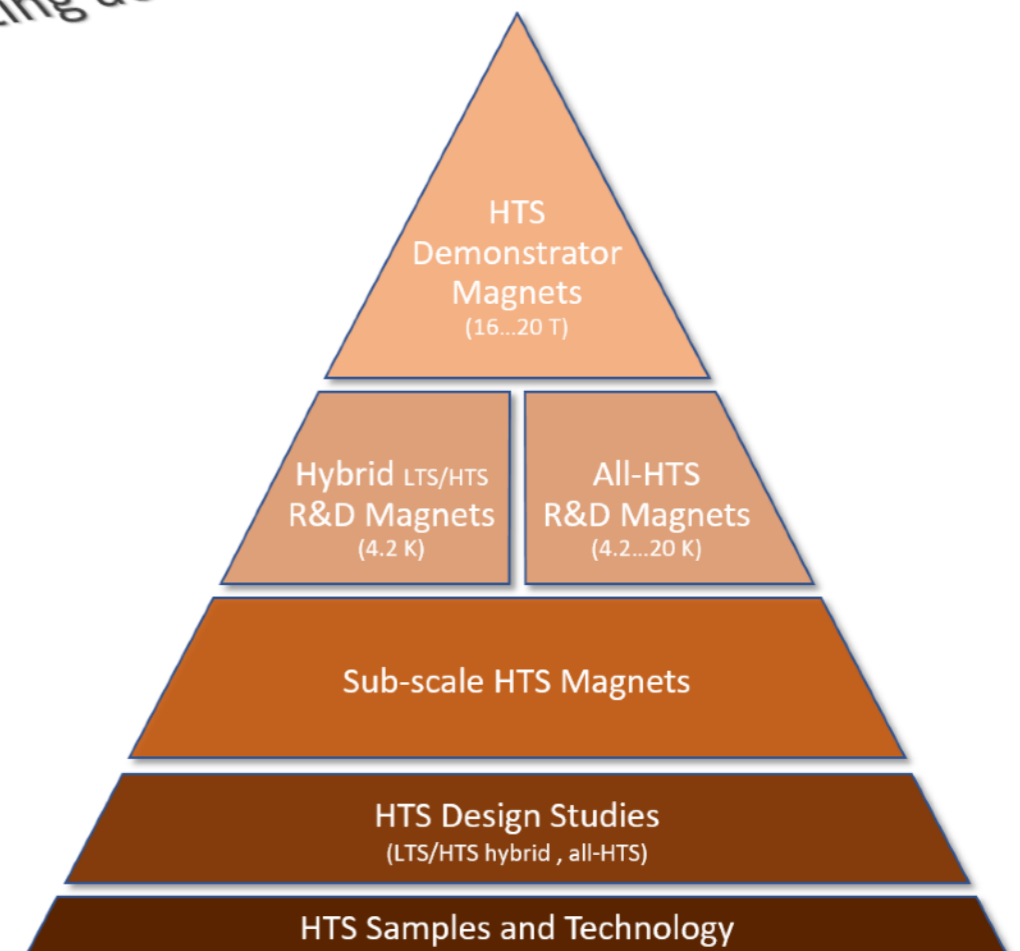 HTS
Demonstrator
Magnets
(16...20 T)
Hybrid LTS/HTS
R&D Magnets
(4.2 K)
All-HTS
R&D Magnets
(4.2...20 K)
Sub-scale HTS Magnets
HTS Design Studies
(LTS/HTS hybrid , all-HTS)
HTS Samples and Technology